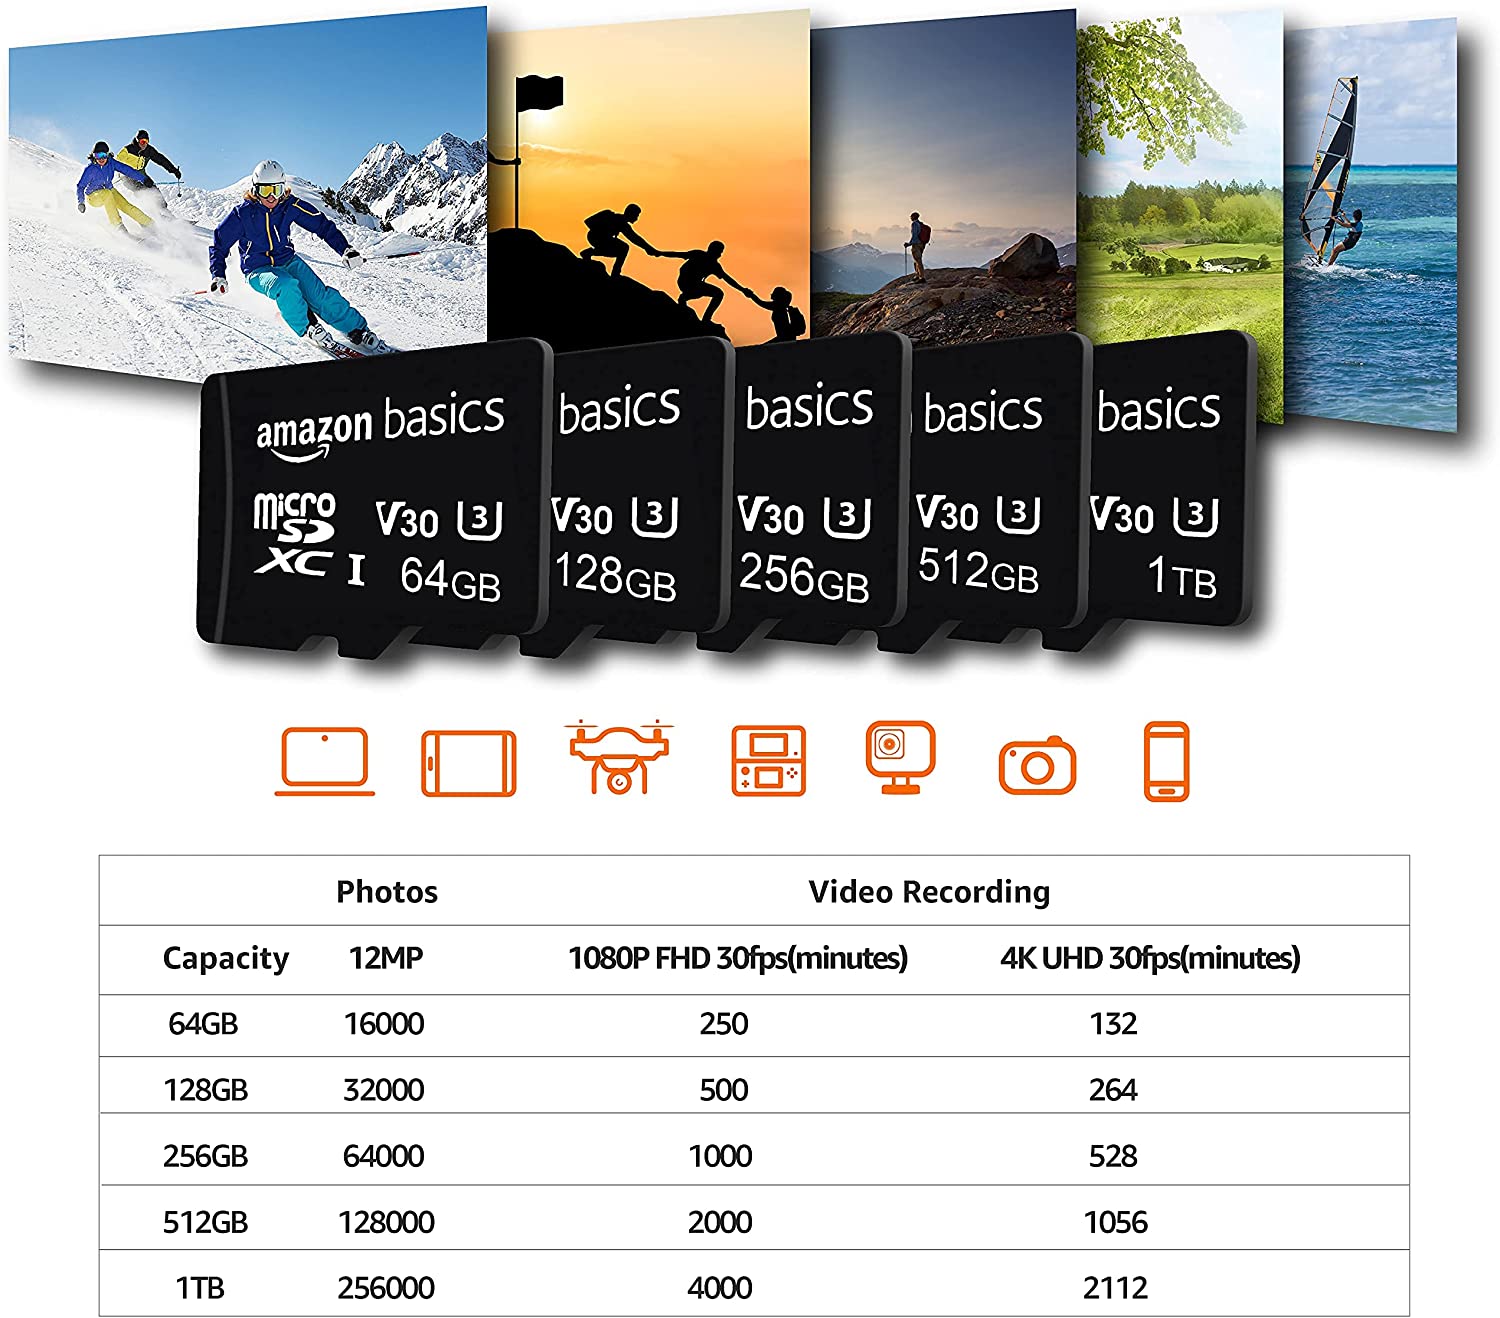 amazon basics
micro
SD
XC I
V30 U3
64GB
basics
V30 U3
128GB
basics
V30 U3
256GB
basics
V30 U3
512GB
basics
V30 U3
1TB
Photos Video Recording
Capacity 12MP 1080P FHD 30fps(minutes) 4K UHD 30fps(minutes)
64GB 16000 250 132
128GB 32000 500 264
256GB 64000 1000 528
512GB 128000 2000 1056
1TB 256000 4000 2112